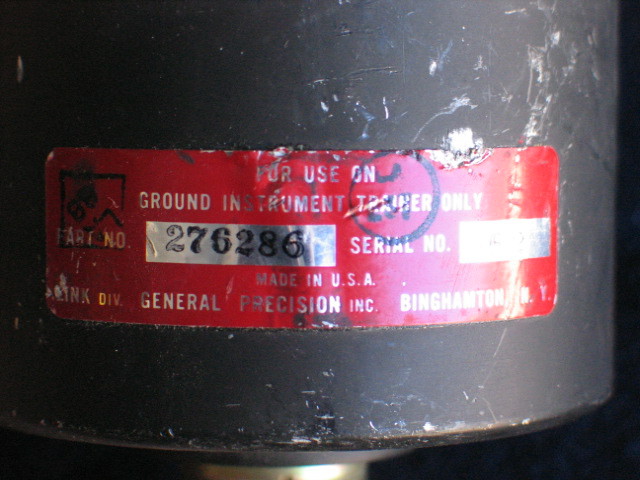 FOR USE ON
GROUND INSTRUMENT TRAINER ONLY
PART NO. 276286 SERIAL NO.
MADE IN U.S.A.
LINK DIV. GENERAL PRECISION INC. BINGHAMTON, N.Y.